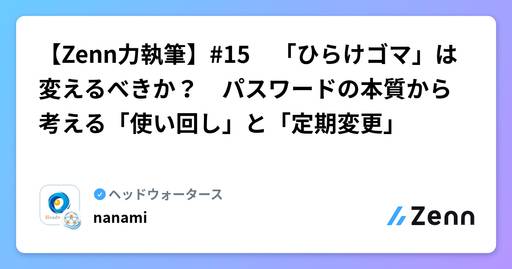 【Zenn力執筆】#15　「ひらけゴマ」は
変えるべきか？　パスワードの本質から
考える「使い回し」と「定期変更」
ヘッドウォータース
nanami
Zenn